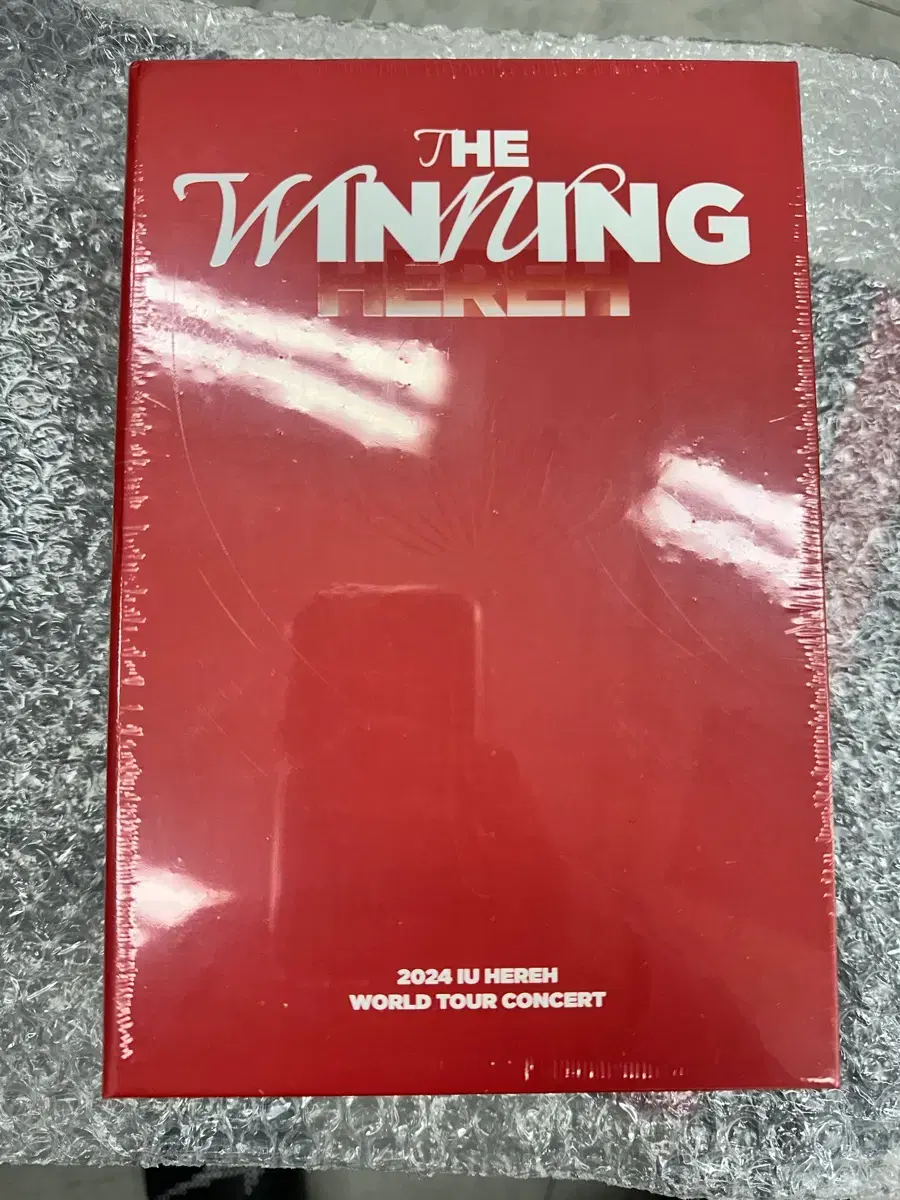 THE
WINNING
HEREH
2024 IU HEREH
WORLD TOUR CONCERT